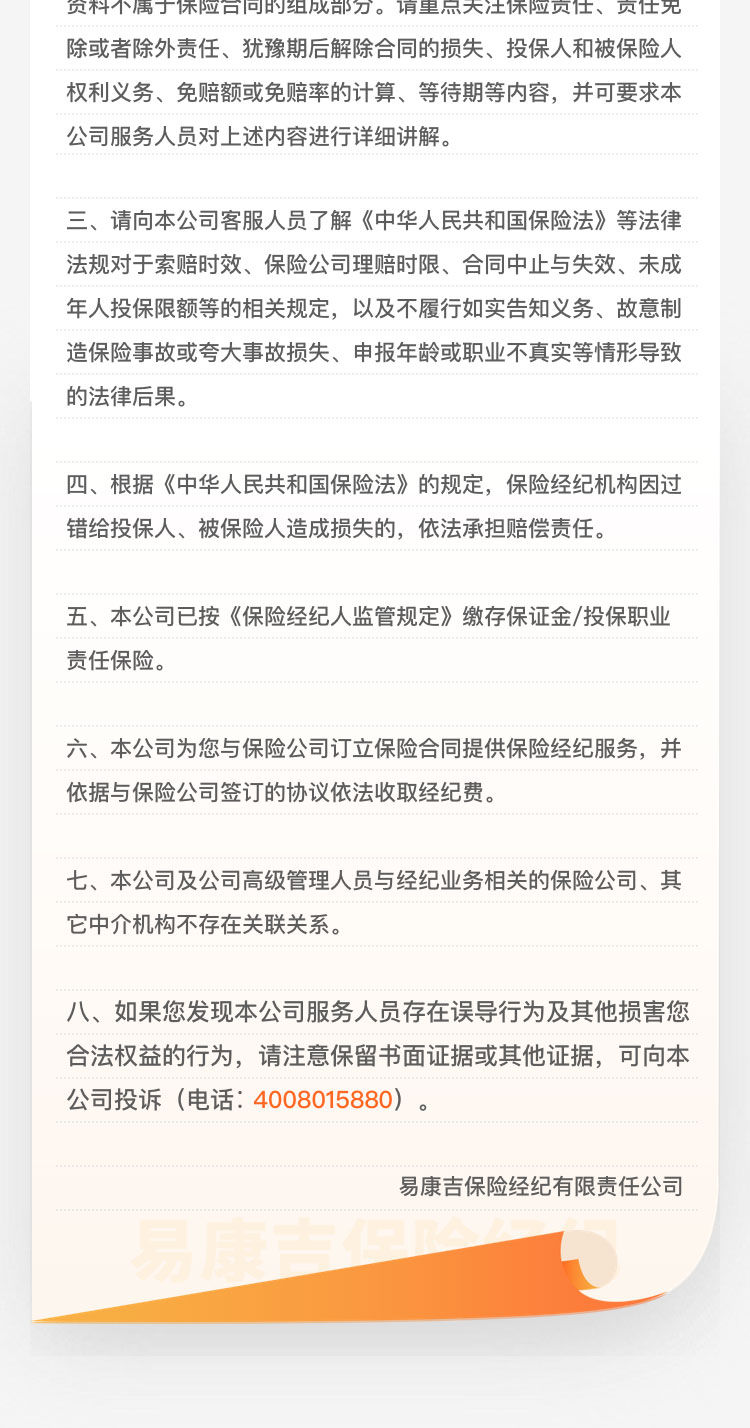 资料不属于保险合同的组成部分。请重点关注保险责任、责任免
除或者除外责任、犹豫期后解除合同的损失、投保人和被保险人
权利义务、免赔额或免赔率的计算、等待期等内容，并可要求本
公司服务人员对上述内容进行详细讲解。
三、请向本公司客服人员了解《中华人民共和国保险法》等法律
法规对于索赔时效、保险公司理赔时限、合同中止与失效、未成
年人投保限额等的相关规定，以及不履行如实告知义务、故意制
造保险事故或夸大事故损失、申报年龄或职业不真实等情形导致
的法律后果。
四、根据《中华人民共和国保险法》的规定，保险经纪机构因过
错给投保人、被保险人造成损失的，依法承担赔偿责任。
五、本公司已按《保险经纪人监管规定》缴存保证金/投保职业
责任保险。
六、本公司为您与保险公司订立保险合同提供保险经纪服务，并
依据与保险公司签订的协议依法收取经纪费。
七、本公司及公司高级管理人员与经纪业务相关的保险公司、其
它中介机构不存在关联关系。
八、如果您发现本公司服务人员存在误导行为及其他损害您
合法权益的行为，请注意保留书面证据或其他证据，可向本
公司投诉（电话：4008015880）。
易康吉保险经纪有限责任公司
易康吉保险经纪